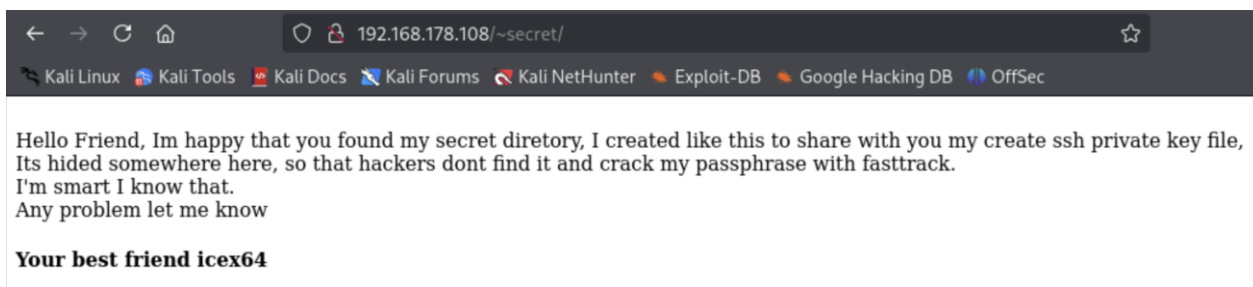 192.168.178.108/~secret/
Kali Linux Kali Tools Kali Docs Kali Forums Kali NetHunter Exploit-DB Google Hacking DB OffSec
Hello Friend, Im happy that you found my secret diretory, I created like this to share with you my create ssh private key file,
Its hided somewhere here, so that hackers dont find it and crack my passphrase with fasttrack.
I'm smart I know that.
Any problem let me know
Your best friend icex64